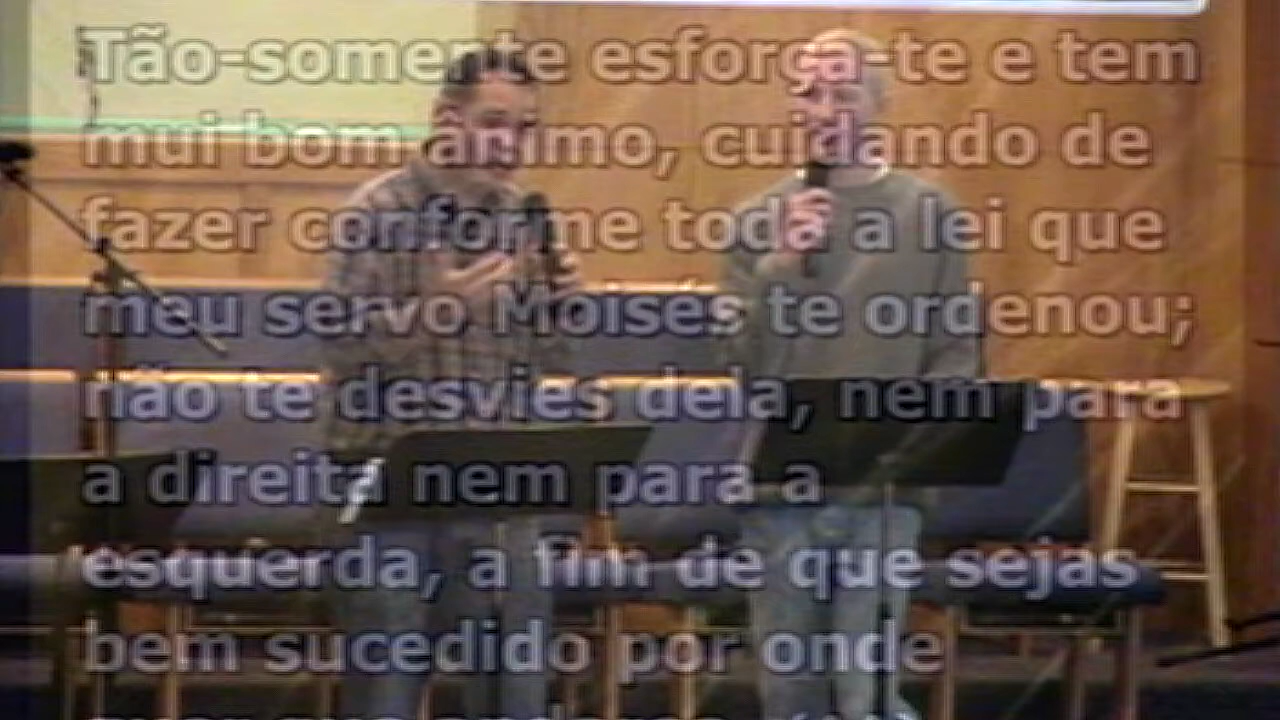 Tão-somente esforça-te e tem
mui bom ânimo, cuidando de
fazer conforme toda a lei que
meu servo Moisés te ordenou;
não te desvies dela, nem para
a direita nem para a
esquerda, a fim de que sejas
bem sucedido por onde